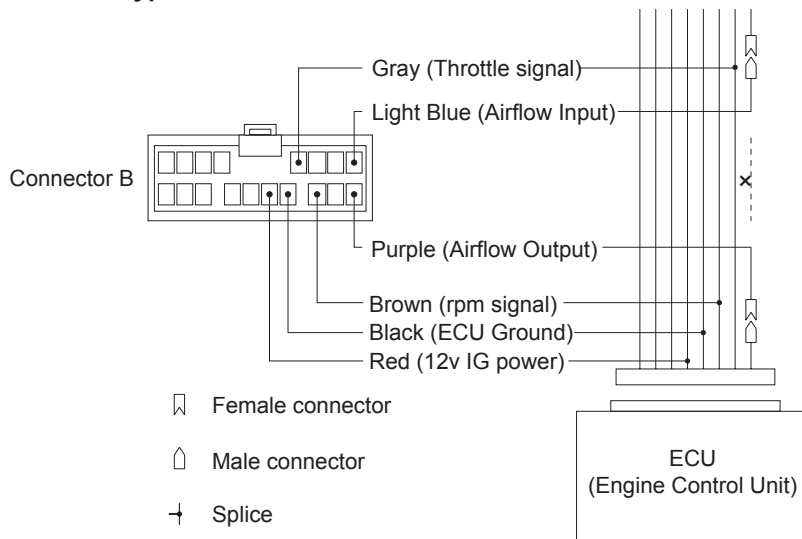 Gray (Throttle signal)
Light Blue (Airflow Input)
Connector B
Purple (Airflow Output)
Brown (rpm signal)
Black (ECU Ground)
Red (12v IG power)
Female connector
Male connector
Splice
ECU
(Engine Control Unit)